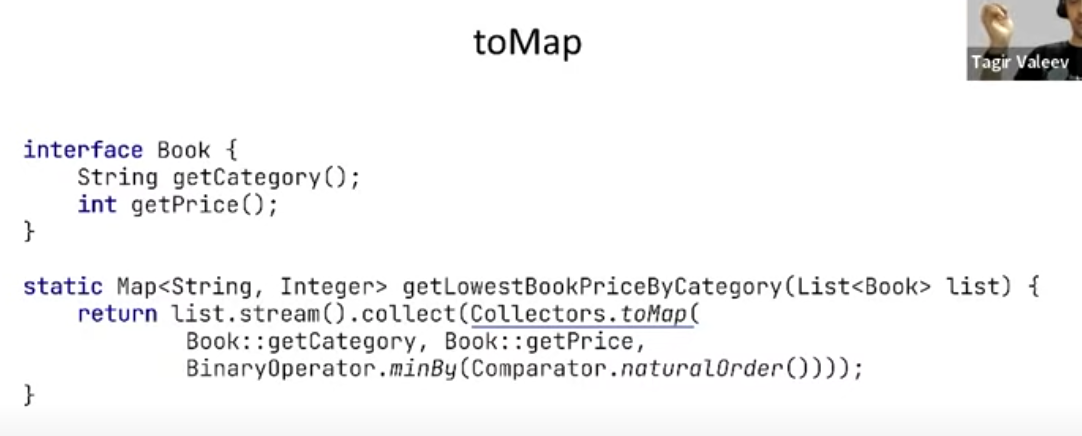 toMap
Tagir Valeev
interface Book {
    String getCategory();
    int getPrice();
}
static Map<String, Integer> getLowestBookPriceByCategory(List<Book> list) {
    return list.stream().collect(Collectors.toMap(
            Book::getCategory, Book::getPrice,
            BinaryOperator.minBy(Comparator.naturalOrder())));
}